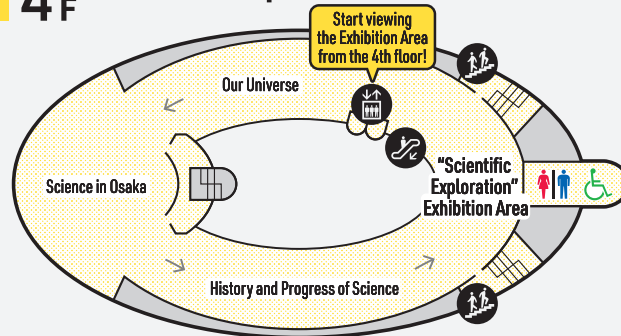 4F
Start viewing
the Exhibition Area
from the 4th floor!
Our Universe
Science in Osaka
"Scientific
Exploration"
Exhibition Area
History and Progress of Science